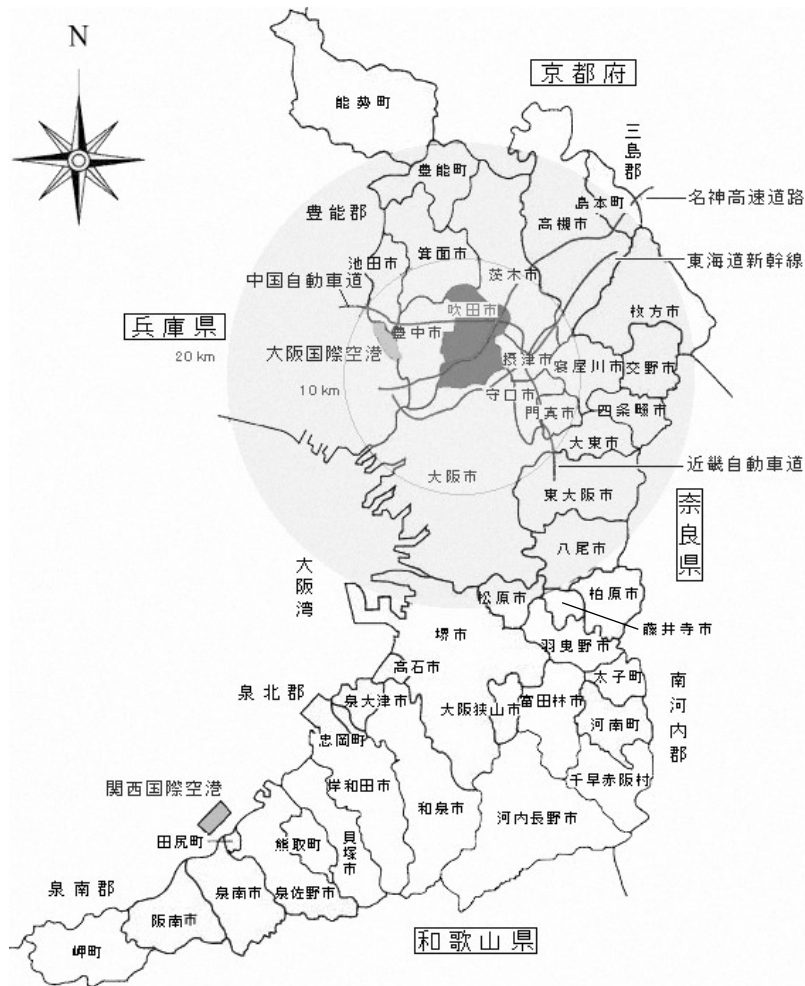 N
京都府
能勢町
三島郡
豊能町
島本町
名神高速道路
豊能郡
高槻市
箕面市
東海道新幹線
池田市
茨木市
中国自動車道
吹田市
枚方市
兵庫県
豊中市
20 km
大阪国際空港
摂津市
寝屋川市
交野市
10 km
守口市
門真市
四条畷市
大東市
大阪市
近畿自動車道
東大阪市
奈良県
八尾市
大阪湾
松原市
柏原市
藤井寺市
堺市
羽曳野市
高石市
太子町
泉北郡
泉大津市
大阪狭山市
富田林市
南河内郡
河南町
忠岡町
千早赤阪村
関西国際空港
岸和田市
和泉市
河内長野市
田尻町
熊取町
貝塚市
泉南郡
泉南市
泉佐野市
阪南市
岬町
和歌山県